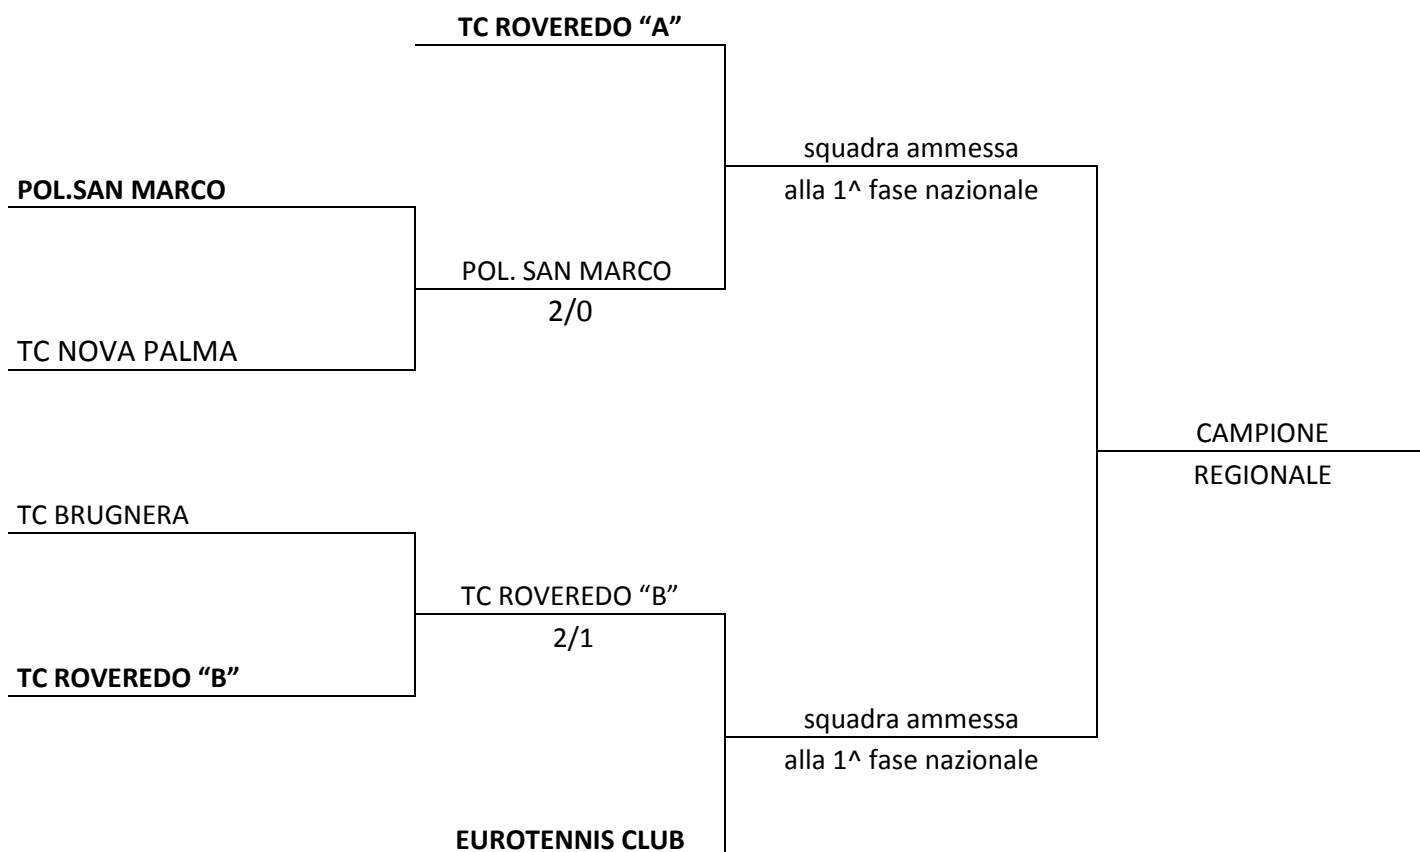 TC ROVEREDO “A”
squadra ammessa
alla 1^ fase nazionale
POL.SAN MARCO
POL. SAN MARCO
2/0
TC NOVA PALMA
CAMPIONE
REGIONALE
TC BRUGNERA
TC ROVEREDO “B”
2/1
TC ROVEREDO “B”
squadra ammessa
alla 1^ fase nazionale
EUROTENNIS CLUB